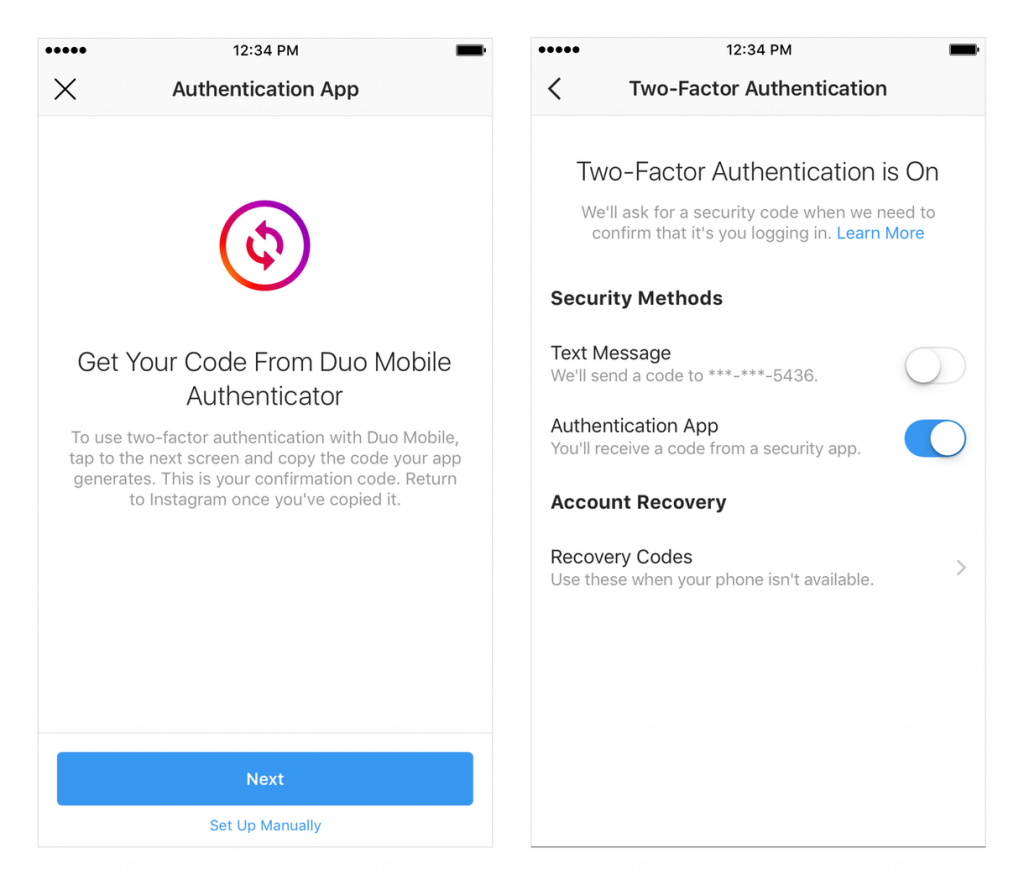 12:34 PM
Authentication App
Get Your Code From Duo Mobile
Authenticator
To use two-factor authentication with Duo Mobile,
tap to the next screen and copy the code your app
generates. This is your confirmation code. Return
to Instagram once you've copied it.
Next
Set Up Manually
12:34 PM
Two-Factor Authentication
Two-Factor Authentication is On
We'll ask for a security code when we need to
confirm that it's you logging in. Learn More
Security Methods
Text Message
We'll send a code to ***-***-5436.
Authentication App
You'll receive a code from a security app.
Account Recovery
Recovery Codes
Use these when your phone isn't available.